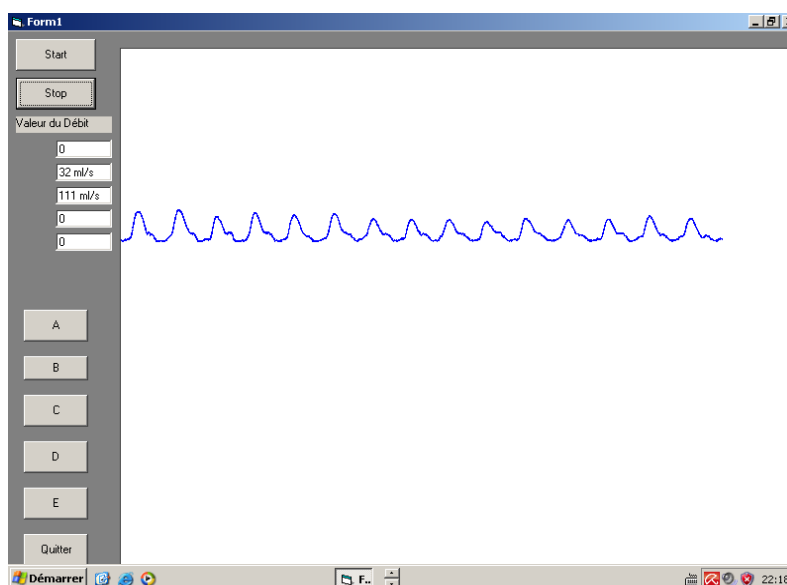 Form1
Start
Stop
Valeur du Débit
0
32 ml/s
111 ml/s
0
0
A
B
C
D
E
Quitter
Démarrer
F..
22:18